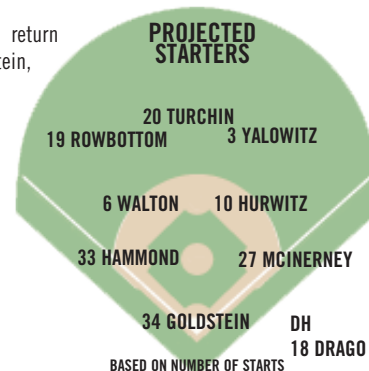 return
tein,
PROJECTED
STARTERS
20 TURCHIN
19 ROWBOTTOM
3 YALOWITZ
6 WALTON
10 HURWITZ
33 HAMMOND
27 MCINERNEY
34 GOLDSTEIN
DH
18 DRAGO
BASED ON NUMBER OF STARTS